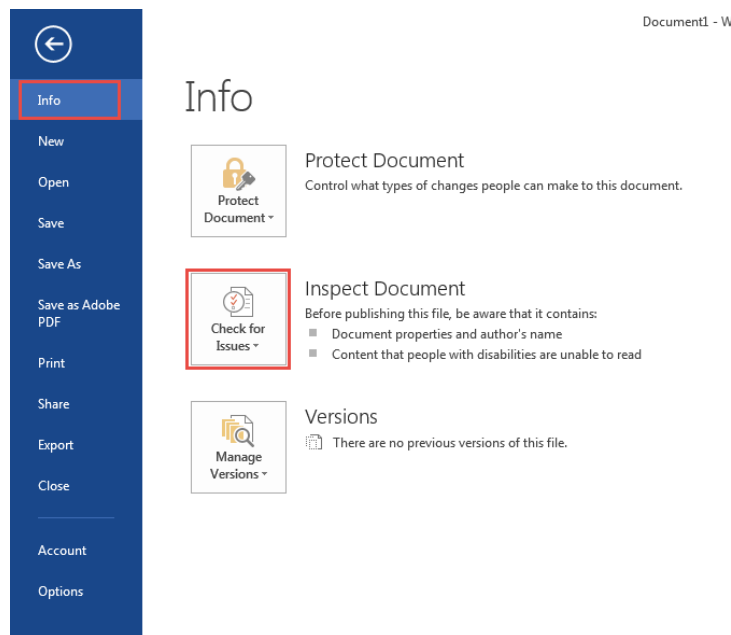 Document1 - W
Info
New
Open
Save
Save As
Save as Adobe
PDF
Print
Share
Export
Close
Account
Options
Info
Protect
Document
Protect Document
Control what types of changes people can make to this document.
Check for
Issues
Inspect Document
Before publishing this file, be aware that it contains:
Document properties and author's name
Content that people with disabilities are unable to read
Manage
Versions
Versions
There are no previous versions of this file.